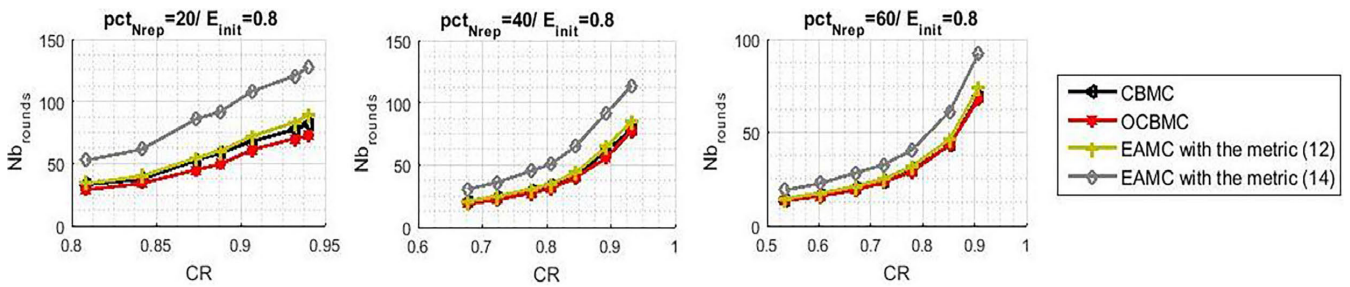 pct_Nrep=20/ E_init=0.8
150
100
50
0
0.8 0.85 0.9 0.95
CR
Nb_rounds
pct_Nrep=40/ E_init=0.8
150
100
50
0
0.6 0.7 0.8 0.9 1
CR
Nb_rounds
pct_Nrep=60/ E_init=0.8
100
50
0
0.5 0.6 0.7 0.8 0.9 1
CR
Nb_rounds
CBMC
OCBMC
EAMC with the metric (12)
EAMC with the metric (14)